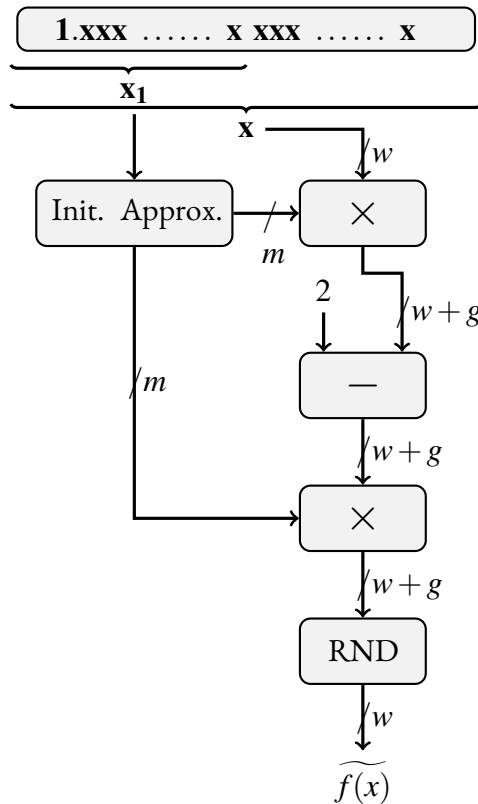 1.xxx ...... x xxx ...... x
x₁
x
w
Init. Approx.
×
m
2
w + g
m
−
w + g
×
w + g
RND
w
f̃(x)